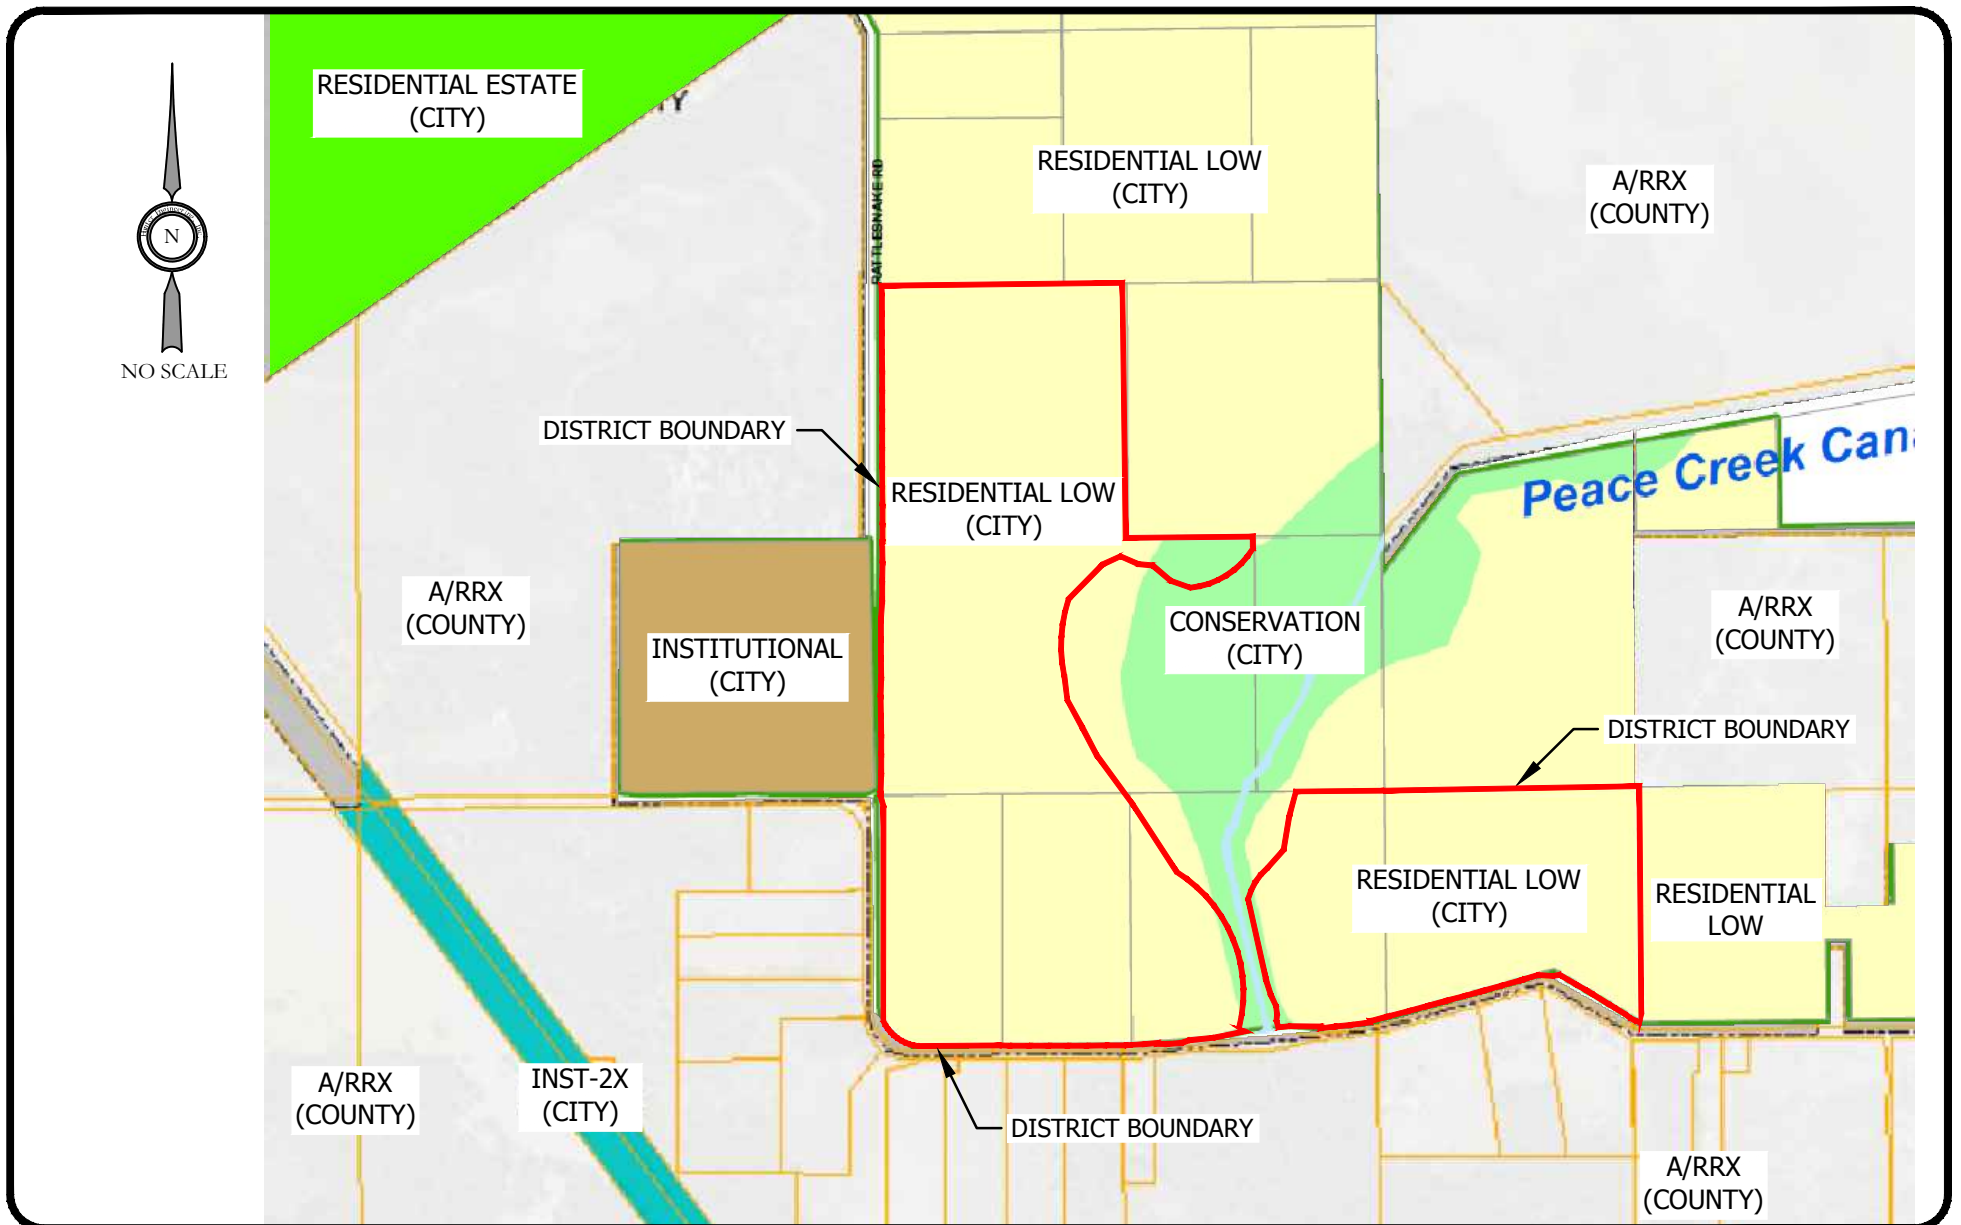 RESIDENTIAL ESTATE
(CITY)
TY
RATTLESNAKE RD
RESIDENTIAL LOW
(CITY)
A/RRX
(COUNTY)
N
NO SCALE
DISTRICT BOUNDARY
RESIDENTIAL LOW
(CITY)
Peace Creek Cana
A/RRX
(COUNTY)
INSTITUTIONAL
(CITY)
CONSERVATION
(CITY)
A/RRX
(COUNTY)
DISTRICT BOUNDARY
RESIDENTIAL LOW
(CITY)
RESIDENTIAL
LOW
A/RRX
(COUNTY)
INST-2X
(CITY)
DISTRICT BOUNDARY
A/RRX
(COUNTY)